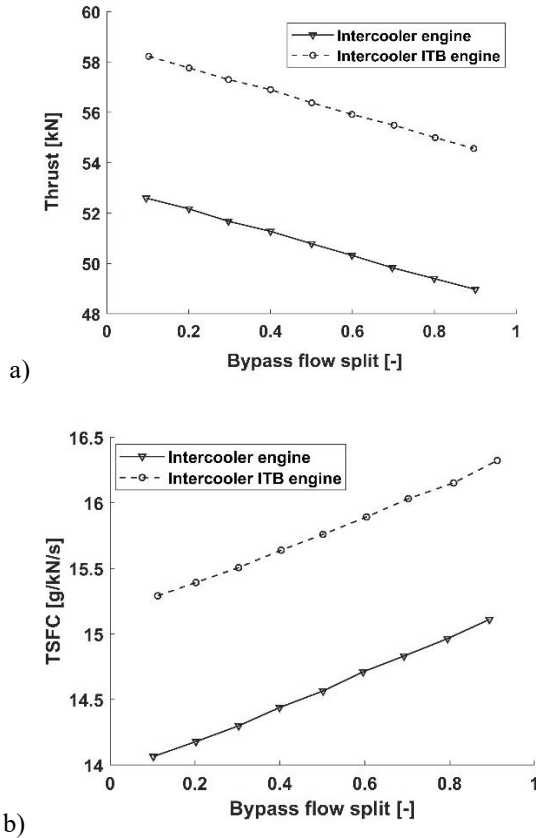 60
58
56
54
52
50
48
Thrust [kN]
Intercooler engine
Intercooler ITB engine
0 0.2 0.4 0.6 0.8 1
Bypass flow split [-]
a)
16.5
16
15.5
15
14.5
14
TSFC [g/kN/s]
Intercooler engine
Intercooler ITB engine
0 0.2 0.4 0.6 0.8 1
Bypass flow split [-]
b)